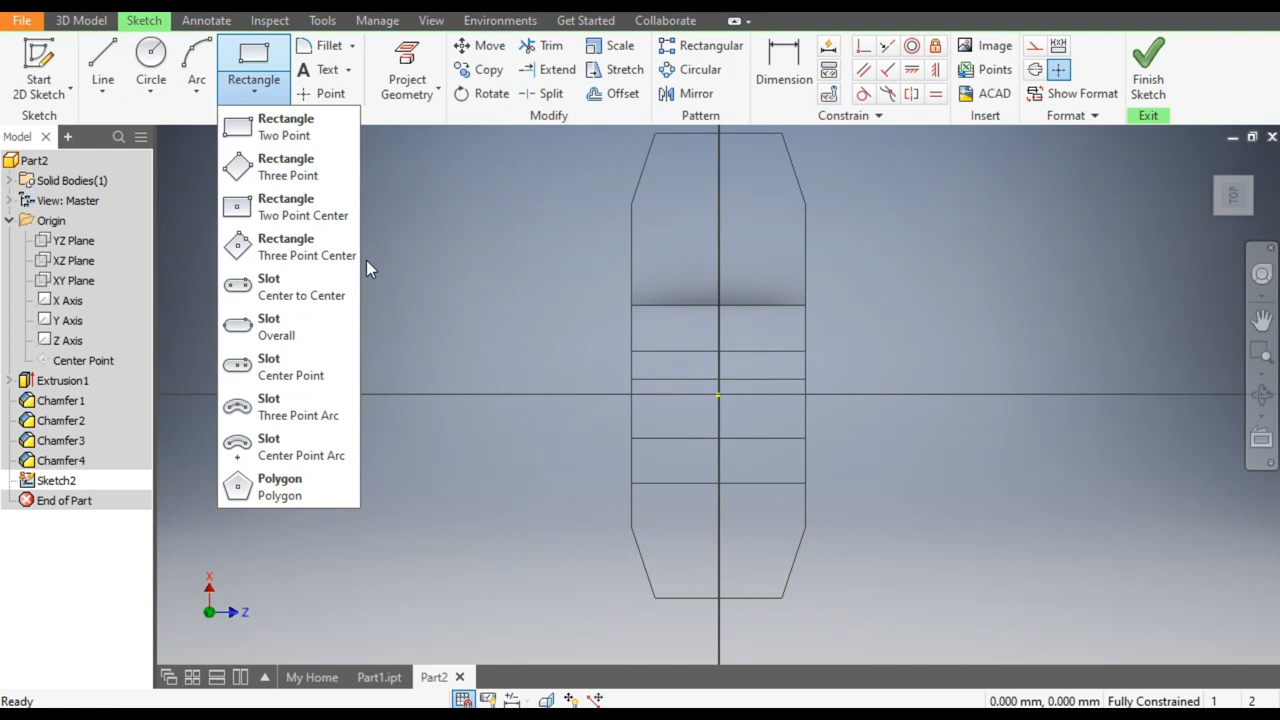 File 3D Model Sketch Annotate Inspect Tools Manage View Environments Get Started Collaborate
Start
2D Sketch
Line
Circle
Arc
Rectangle
Fillet
Text
Point
Project
Geometry
Move Trim Scale
Copy Extend Stretch
Rotate Split Offset
Rectangular
Circular
Mirror
Dimension
Image
Points
ACAD
Show Format
Finish
Sketch
Sketch Modify Pattern Constrain Insert Format Exit
Model
Part2
Solid Bodies(1)
View: Master
Origin
YZ Plane
XZ Plane
XY Plane
X Axis
Y Axis
Z Axis
Center Point
Extrusion1
Chamfer1
Chamfer2
Chamfer3
Chamfer4
Sketch2
End of Part
Rectangle
Two Point
Rectangle
Three Point
Rectangle
Two Point Center
Rectangle
Three Point Center
Slot
Center to Center
Slot
Overall
Slot
Center Point
Slot
Three Point Arc
Slot
Center Point Arc
Polygon
Polygon
TOP
X
Z
My Home Part1.ipt Part2
Ready 0.000 mm, 0.000 mm Fully Constrained 1 2